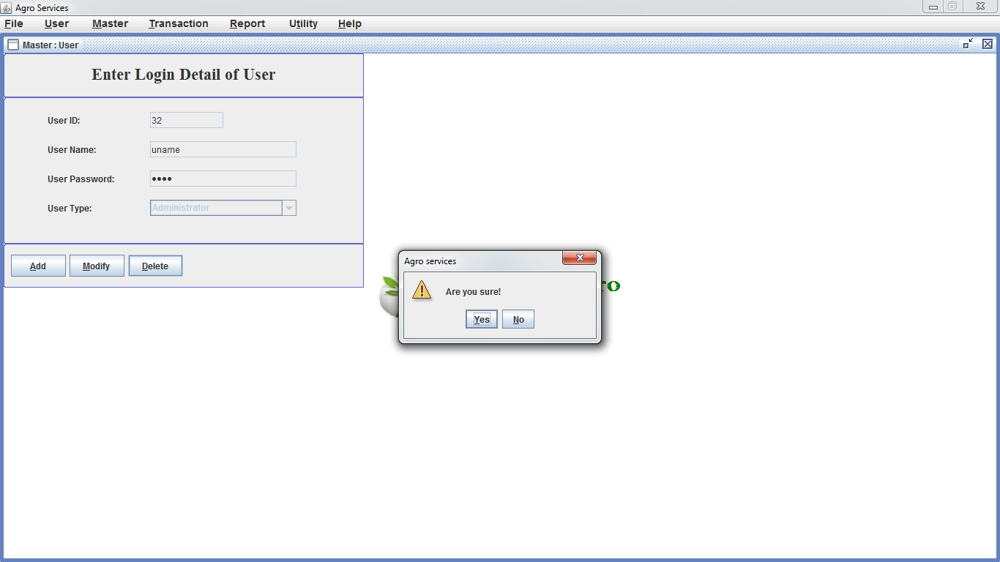 Agro Services
File User Master Transaction Report Utility Help
Master : User
Enter Login Detail of User
User ID: 32
User Name: uname
User Password: ••••
User Type: Administrator
Add Modify Delete
Agro services
Are you sure!
Yes No
ro